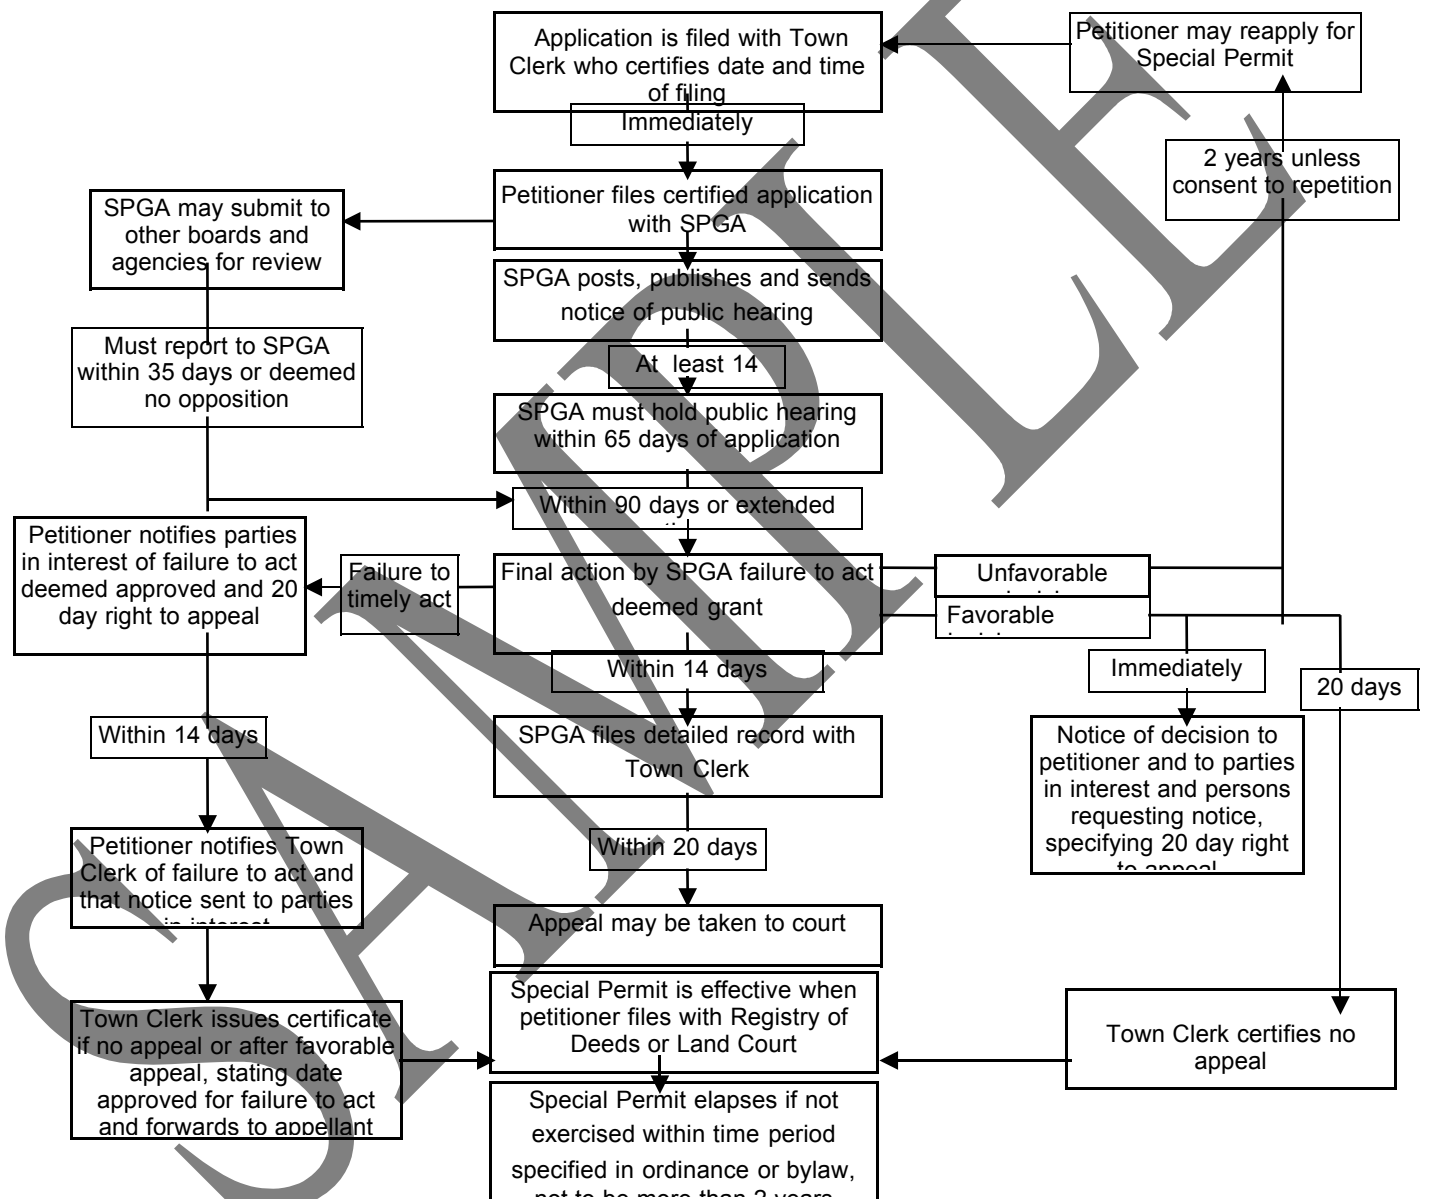 Application is filed with Town
Clerk who certifies date and time
of filing
Petitioner may reapply for
Special Permit
Immediately
2 years unless
consent to repetition
Petitioner files certified application
with SPGA
SPGA may submit to
other boards and
agencies for review
SPGA posts, publishes and sends
notice of public hearing
Must report to SPGA
within 35 days or deemed
no opposition
At least 14
SPGA must hold public hearing
within 65 days of application
Within 90 days or extended
Petitioner notifies parties
in interest of failure to act
deemed approved and 20
day right to appeal
Failure to
timely act
Final action by SPGA failure to act
deemed grant
Unfavorable
Favorable
Within 14 days
Immediately
20 days
Within 14 days
SPGA files detailed record with
Town Clerk
Notice of decision to
petitioner and to parties
in interest and persons
requesting notice,
specifying 20 day right
to appeal
Within 20 days
Petitioner notifies Town
Clerk of failure to act and
that notice sent to parties
in interest
Appeal may be taken to court
Special Permit is effective when
petitioner files with Registry of
Deeds or Land Court
Town Clerk issues certificate
if no appeal or after favorable
appeal, stating date
approved for failure to act
and forwards to appellant
Town Clerk certifies no
appeal
Special Permit elapses if not
exercised within time period
specified in ordinance or bylaw,
not to be more than 2 years
SAMPLE